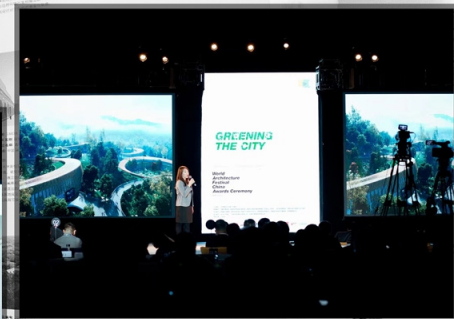 GREENING
THE CITY
World
Architecture
Festival
China
Awards Ceremony